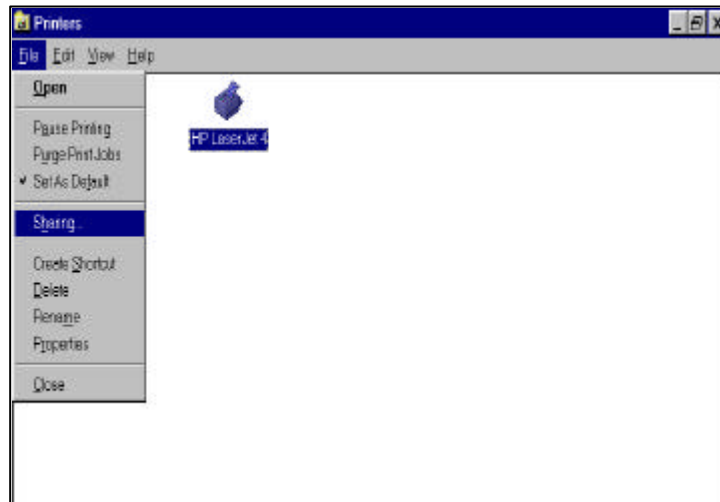 Printers
File Edit View Help
Open
Pause Printing
Purge Print Jobs
Set As Default
Sharing...
Create Shortcut
Delete
Rename
Properties
Close
HP LaserJet 4